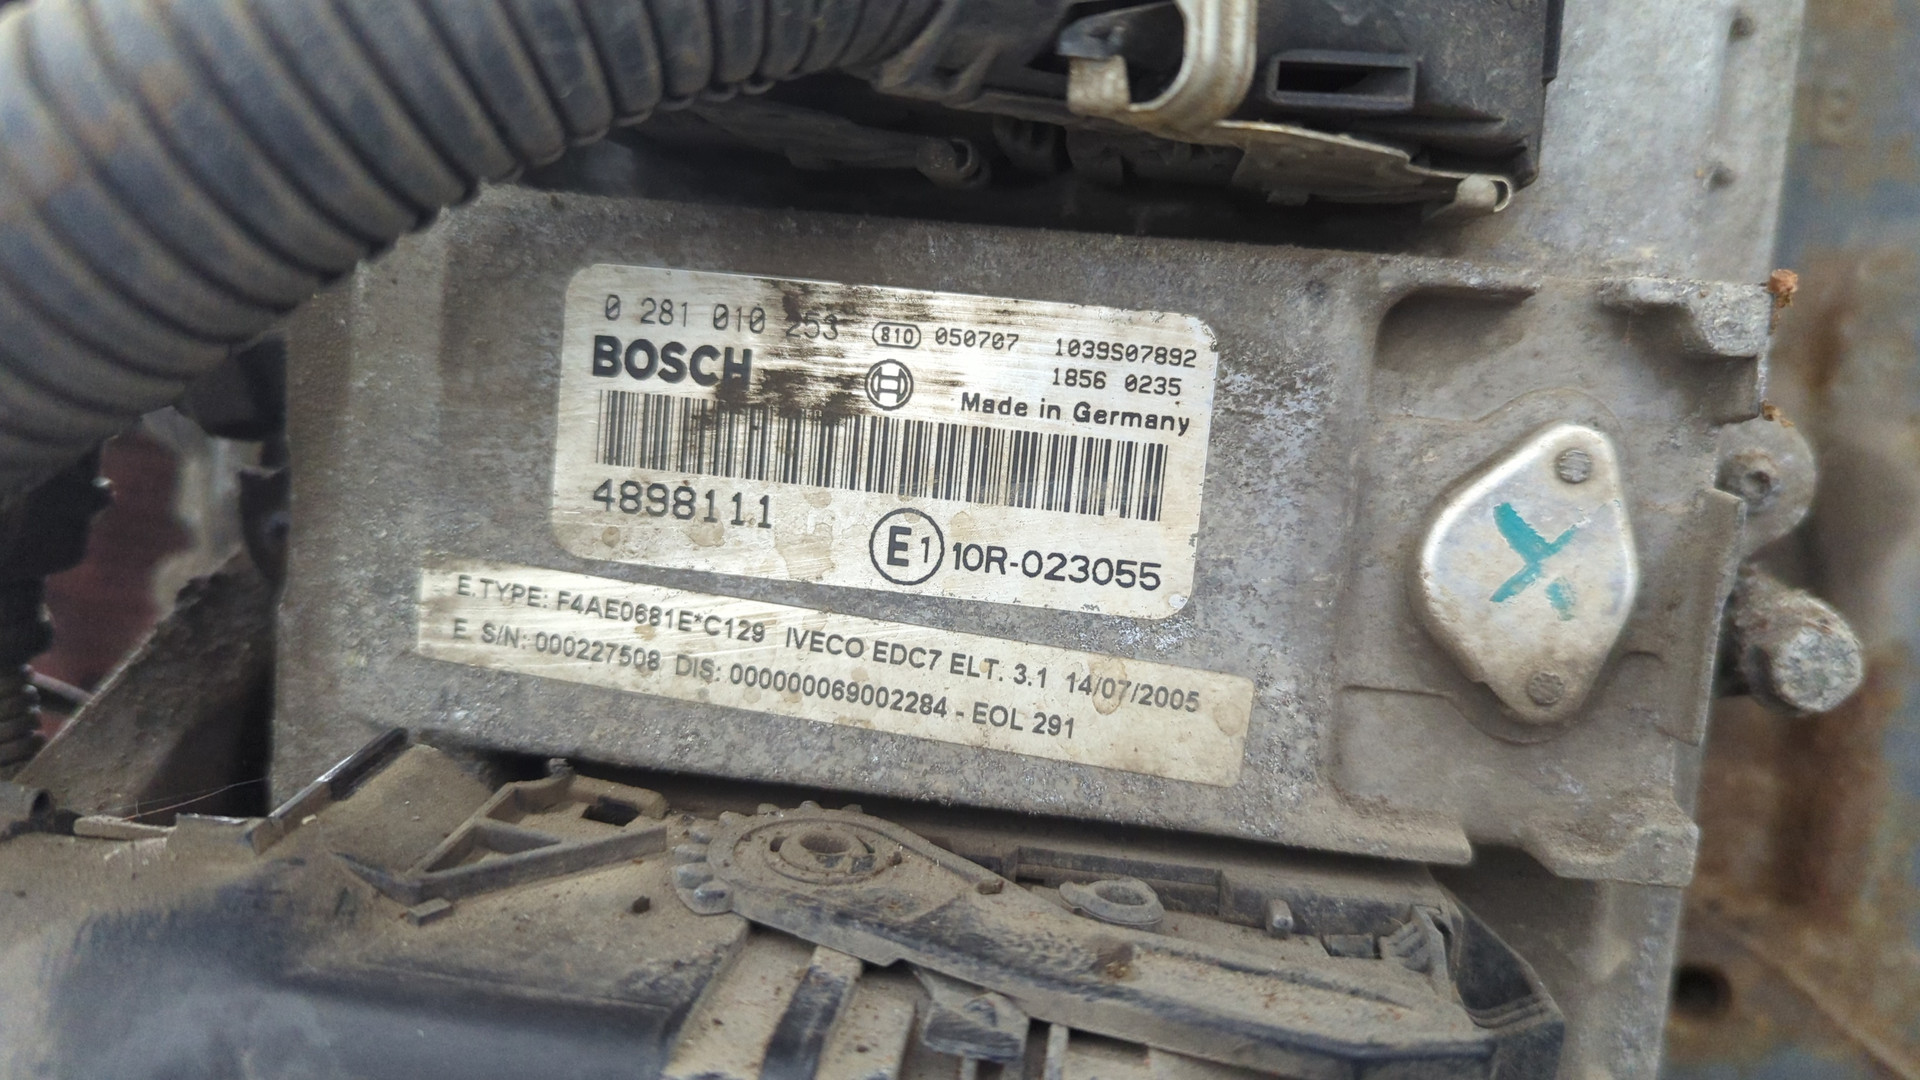 0 281 010 253 810 050707 1039S07892
BOSCH 1856 0235
Made in Germany
4898111
E1 10R-023055
E.TYPE: F4AE0681E*C129 IVECO EDC7 ELT. 3.1 14/07/2005
E S/N: 000227508 DIS: 000000069002284 - EOL 291
X